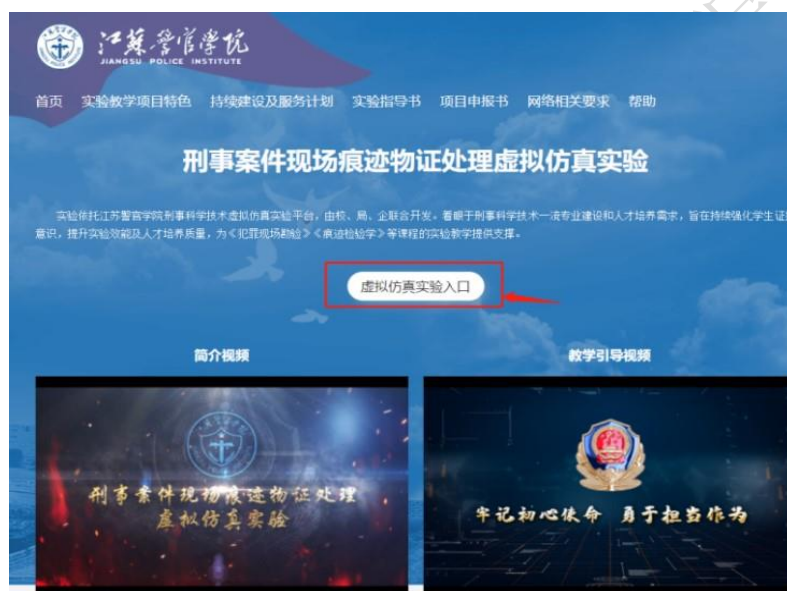 江苏警官学院
JIANGSU POLICE INSTITUTE
首页 实验教学项目特色 持续建设及服务计划 实验指导书 项目申报书 网络相关要求 帮助
刑事案件现场痕迹物证处理虚拟仿真实验
实验依托江苏警官学院刑事科学技术虚拟仿真实验平台，由校、局、企联合开发。着眼于刑事科学技术一流专业建设和人才培养需求，旨在持续强化学生证
意识，提升实验效能及人才培养质量，为《犯罪现场勘验》《痕迹检验学》等课程的实验教学提供支撑。
虚拟仿真实验入口
简介视频 教学引导视频
刑事案件现场痕迹物证处理
虚拟仿真实验
牢记初心使命 勇于担当作为